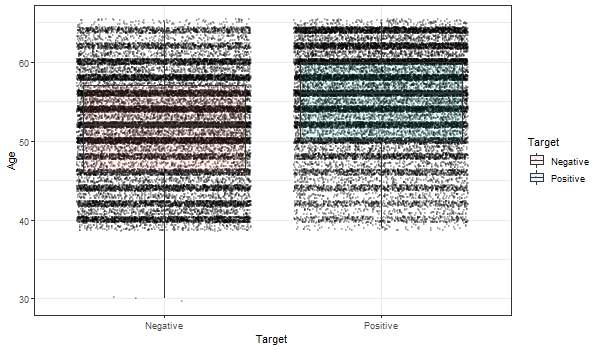 60
50
40
30
Age
Negative
Positive
Target
Target
Negative
Positive